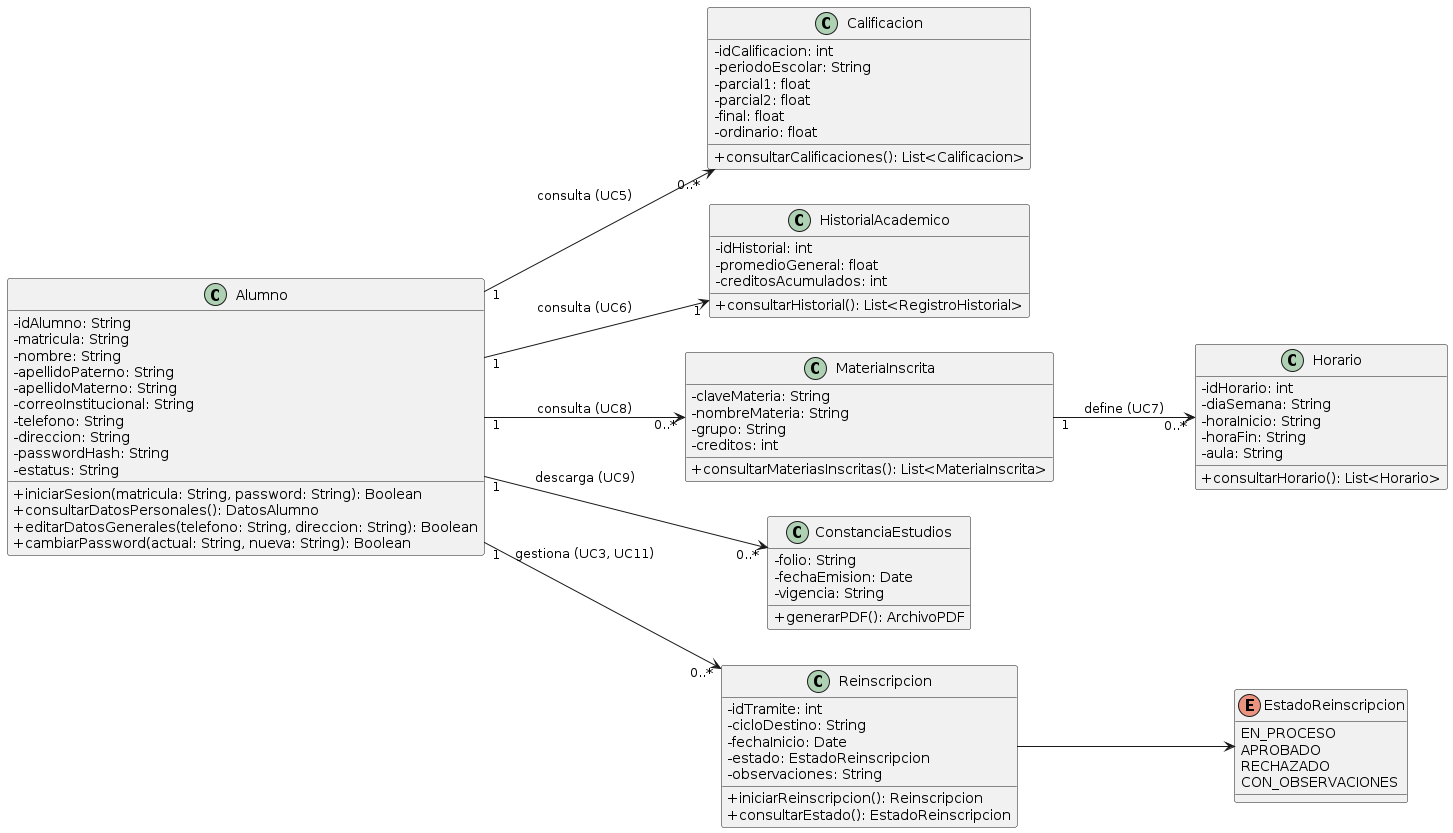 C Calificacion
-idCalificacion: int
-periodoEscolar: String
-parcial1: float
-parcial2: float
-final: float
-ordinario: float
+consultarCalificaciones(): List<Calificacion>
consulta (UC5)
1
0..*
C HistorialAcademico
-idHistorial: int
-promedioGeneral: float
-creditosAcumulados: int
+consultarHistorial(): List<RegistroHistorial>
consulta (UC6)
1
1
C Alumno
-idAlumno: String
-matricula: String
-nombre: String
-apellidoPaterno: String
-apellidoMaterno: String
-correoInstitucional: String
-telefono: String
-direccion: String
-passwordHash: String
-estatus: String
+iniciarSesion(matricula: String, password: String): Boolean
+consultarDatosPersonales(): DatosAlumno
+editarDatosGenerales(telefono: String, direccion: String): Boolean
+cambiarPassword(actual: String, nueva: String): Boolean
C MateriaInscrita
-claveMateria: String
-nombreMateria: String
-grupo: String
-creditos: int
+consultarMateriasInscritas(): List<MateriaInscrita>
consulta (UC8)
1
0..*
C Horario
-idHorario: int
-diaSemana: String
-horaInicio: String
-horaFin: String
-aula: String
+consultarHorario(): List<Horario>
define (UC7)
1
0..*
descarga (UC9)
1
0..*
C ConstanciaEstudios
-folio: String
-fechaEmision: Date
-vigencia: String
+generarPDF(): ArchivoPDF
gestiona (UC3, UC11)
1
0..*
C Reinscripcion
-idTramite: int
-cicloDestino: String
-fechaInicio: Date
-estado: EstadoReinscripcion
-observaciones: String
+iniciarReinscripcion(): Reinscripcion
+consultarEstado(): EstadoReinscripcion
E EstadoReinscripcion
EN_PROCESO
APROBADO
RECHAZADO
CON_OBSERVACIONES